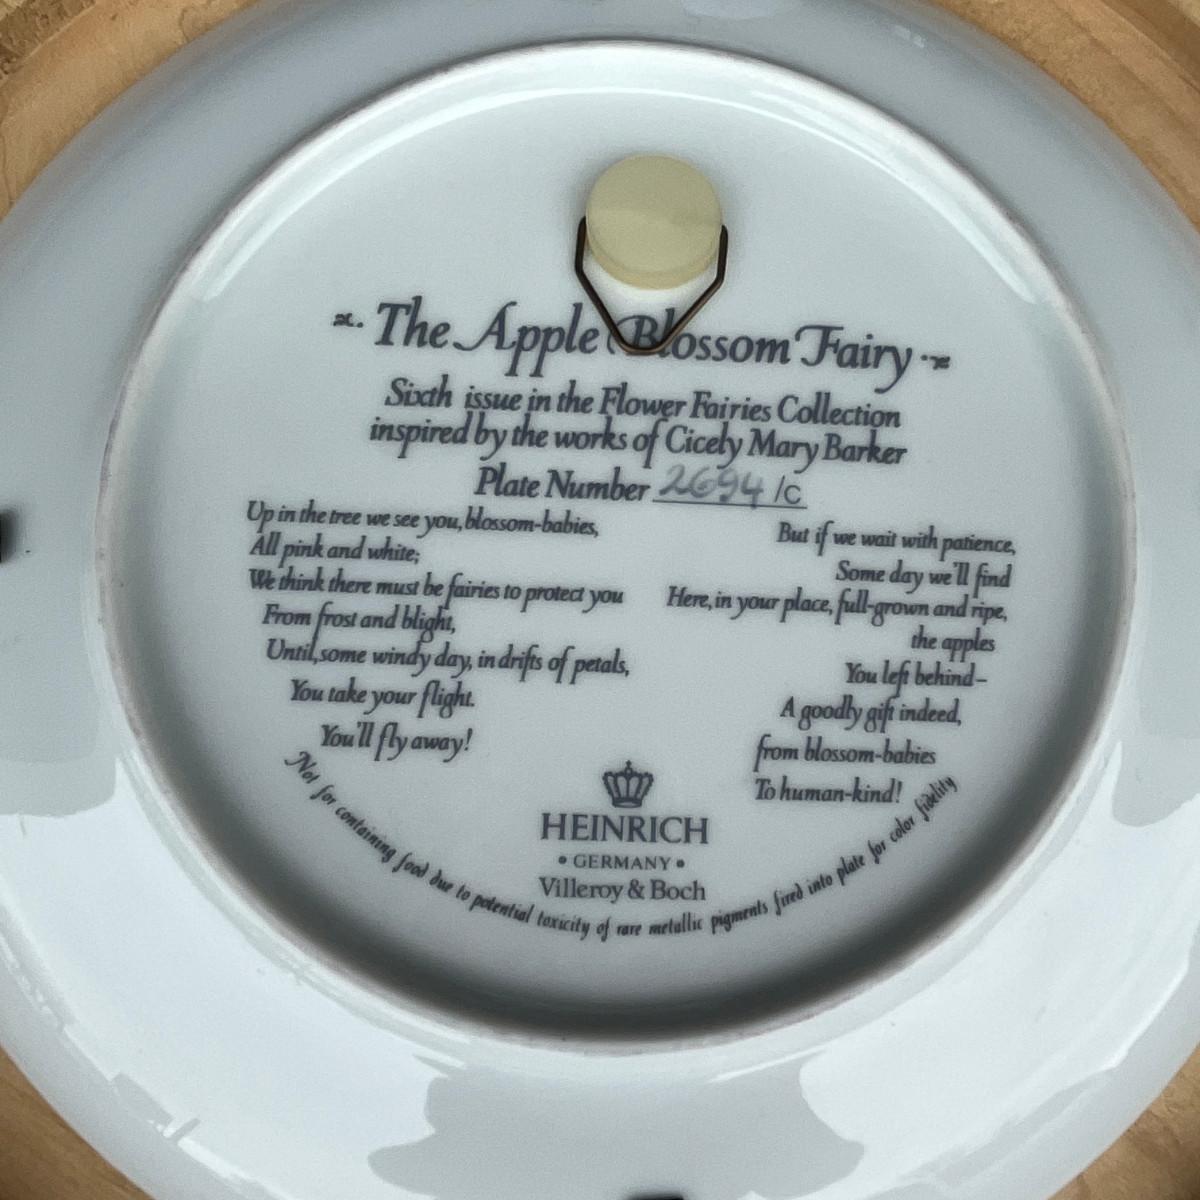 The Apple Blossom Fairy
Sixth issue in the Flower Fairies Collection
inspired by the works of Cicely Mary Barker
Plate Number 2694 /C
Up in the tree we see you, blossom-babies,
All pink and white;
We think there must be fairies to protect you
From frost and blight,
Until, some windy day, in drifts of petals,
You take your flight.
You'll fly away!
But if we wait with patience,
Some day we'll find
Here, in your place, full-grown and ripe,
the apples
You left behind-
A goodly gift indeed,
from blossom-babies
To human-kind!
HEINRICH
• GERMANY •
Villeroy & Boch
Not for containing food due to potential toxicity of rare metallic pigments fired into plate for color fidelity